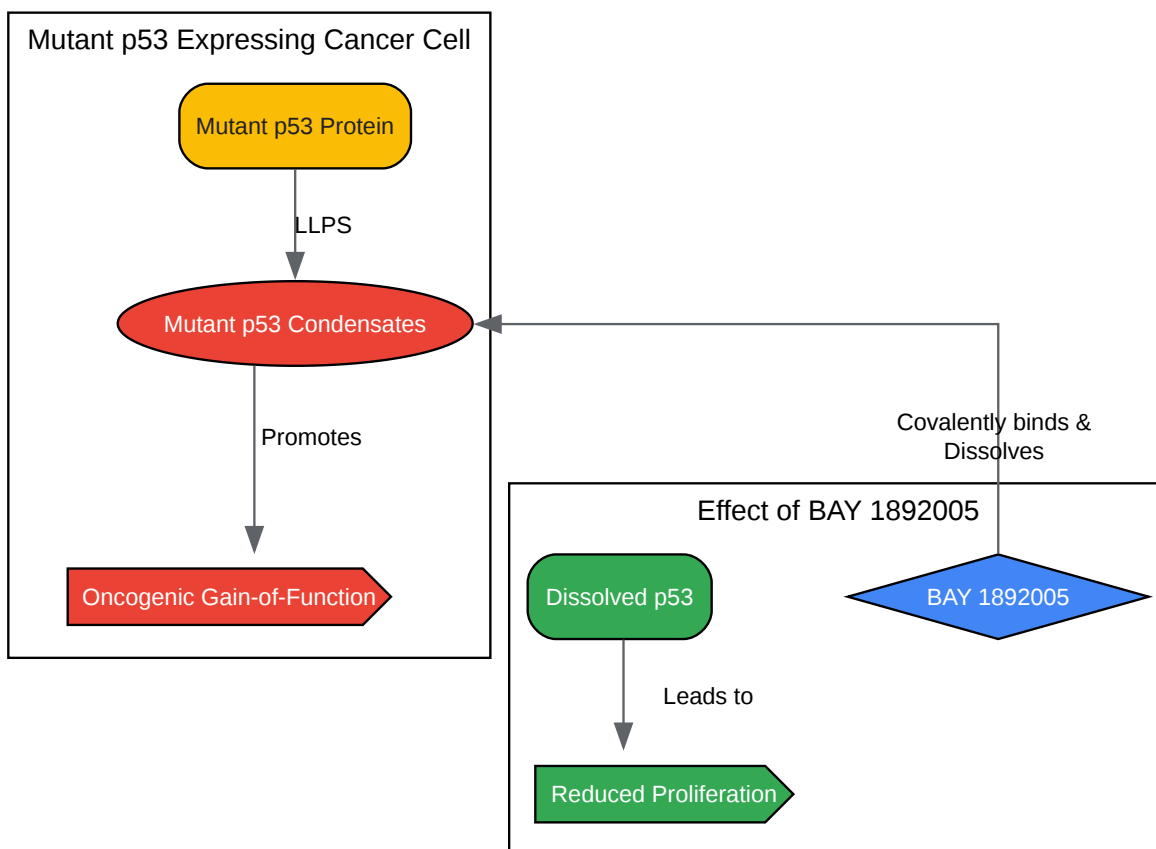 Mutant p53 Expressing Cancer Cell
Mutant p53 Protein
LLPS
Mutant p53 Condensates
Promotes
Oncogenic Gain-of-Function
Covalently binds &
Dissolves
Effect of BAY 1892005
Dissolved p53
BAY 1892005
Leads to
Reduced Proliferation